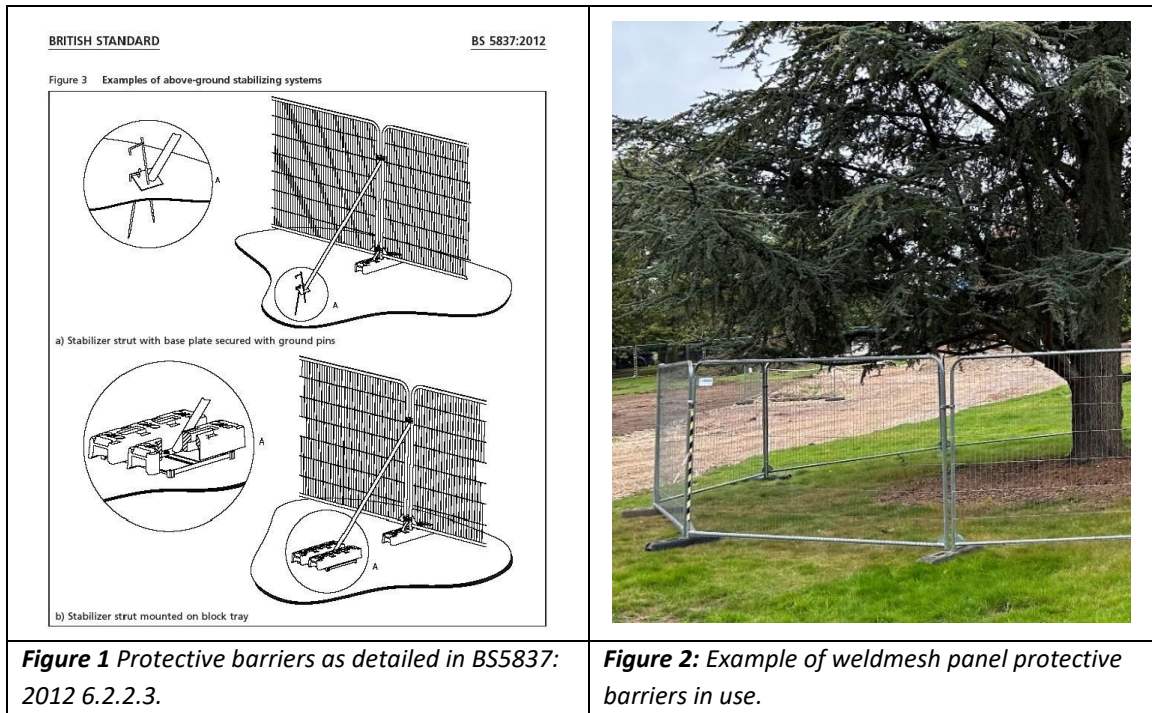 BRITISH STANDARD
BS 5837:2012
Figure 3 Examples of above-ground stabilizing systems
A
A
a) Stabilizer strut with base plate secured with ground pins
A
A
b) Stabilizer strut mounted on block tray
Figure 1 Protective barriers as detailed in BS5837:
2012 6.2.2.3.
Figure 2: Example of weldmesh panel protective
barriers in use.